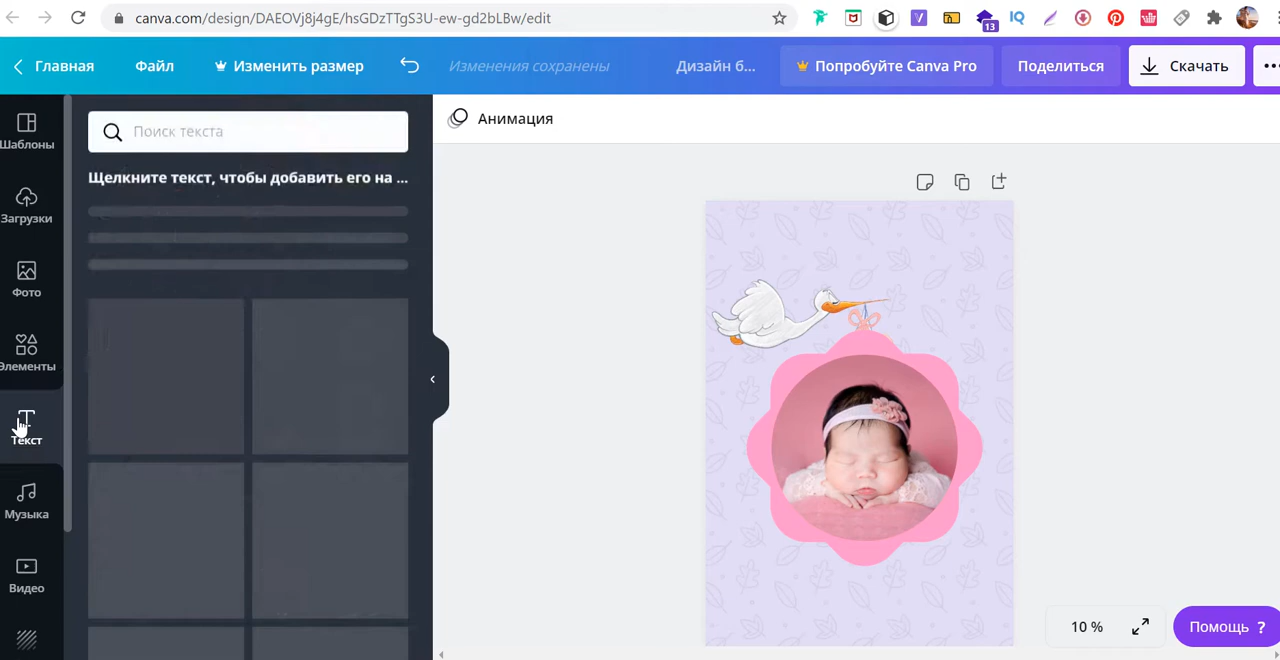 canva.com/design/DAEOVj8j4gE/hsGDzTTgS3U-ew-gd2bLBw/edit
13
IQ
Главная
Файл
Изменить размер
Изменения сохранены
Дизайн б...
Попробуйте Canva Pro
Поделиться
Скачать
Поиск текста
Анимация
Щелкните текст, чтобы добавить его на ...
Шаблоны
Загрузки
Фото
Элементы
Текст
Музыка
Видео
10 %
Помощь ?